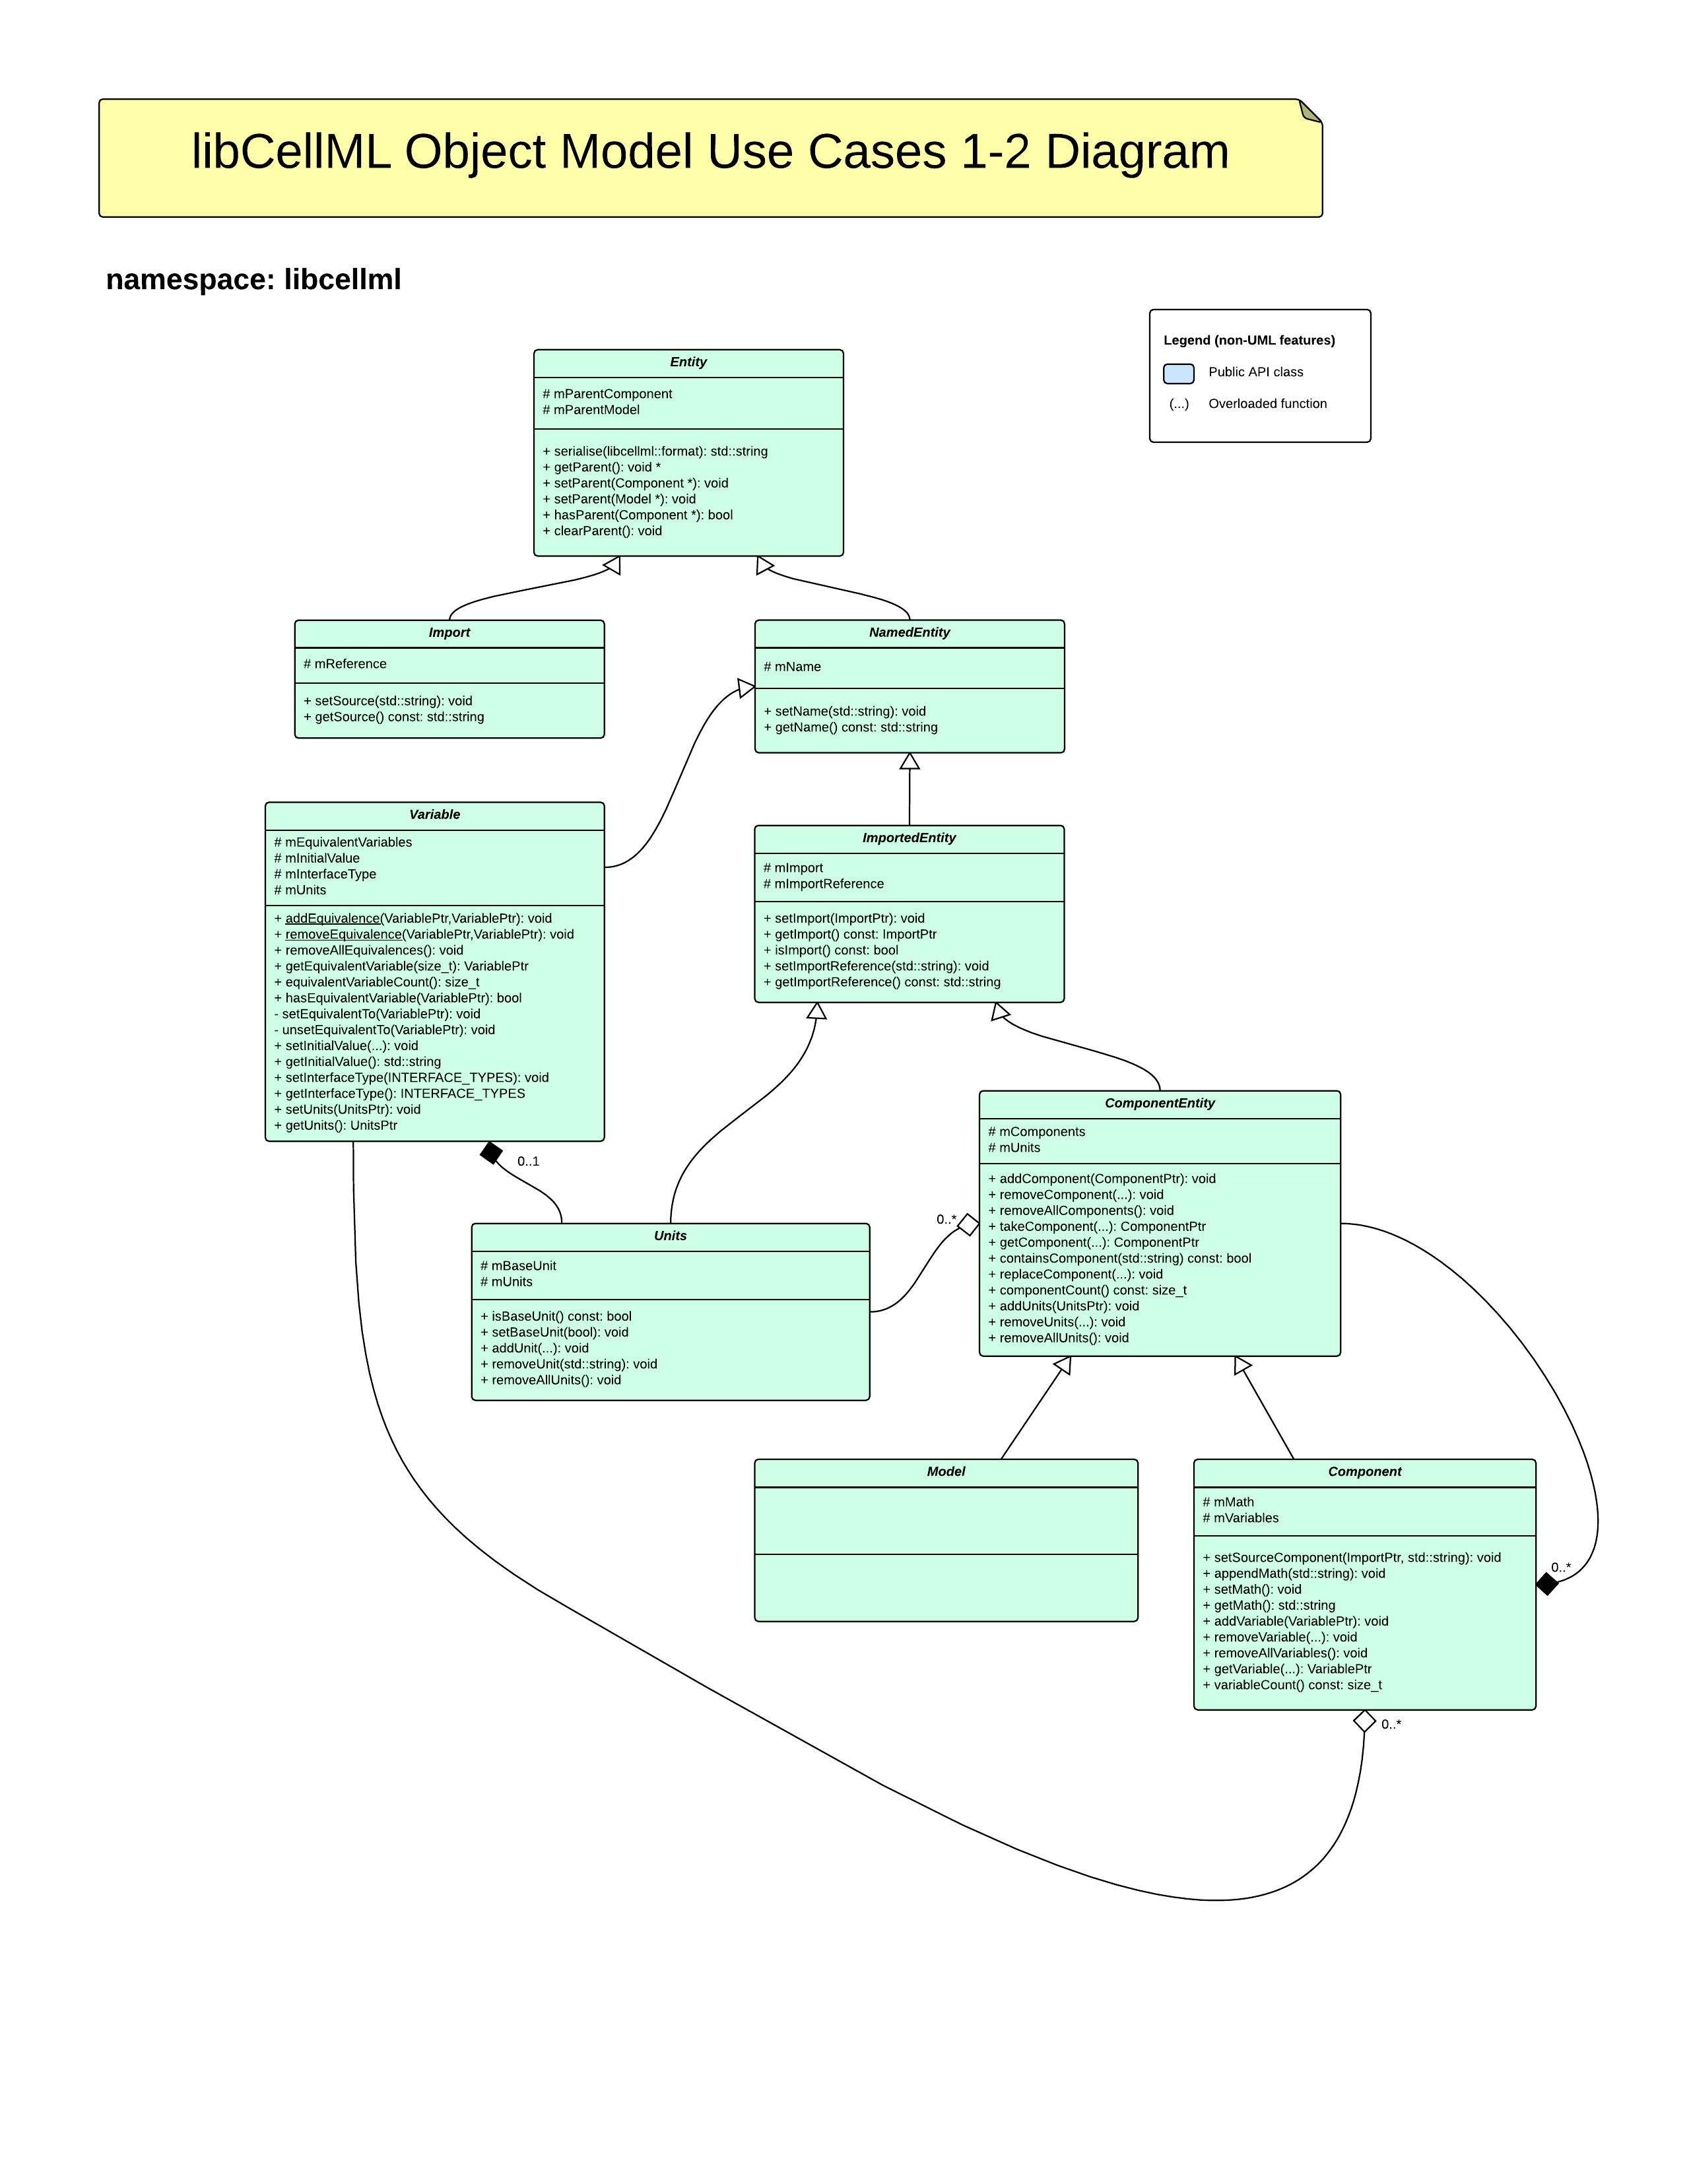 libCellML Object Model Use Cases 1-2 Diagram
namespace: libcellml
Legend (non-UML features)
Public API class
(...) Overloaded function
Entity
# mParentComponent
# mParentModel
+ serialise(libcellml::format): std::string
+ getParent(): void *
+ setParent(Component *): void
+ setParent(Model *): void
+ hasParent(Component *): bool
+ clearParent(): void
Import
# mReference
+ setSource(std::string): void
+ getSource() const: std::string
NamedEntity
# mName
+ setName(std::string): void
+ getName() const: std::string
Variable
# mEquivalentVariables
# mInitialValue
# mInterfaceType
# mUnits
+ addEquivalence(VariablePtr,VariablePtr): void
+ removeEquivalence(VariablePtr,VariablePtr): void
+ removeAllEquivalences(): void
+ getEquivalentVariable(size_t): VariablePtr
+ equivalentVariableCount(): size_t
+ hasEquivalentVariable(VariablePtr): bool
- setEquivalentTo(VariablePtr): void
- unsetEquivalentTo(VariablePtr): void
+ setInitialValue(...): void
+ getInitialValue(): std::string
+ setInterfaceType(INTERFACE_TYPES): void
+ getInterfaceType(): INTERFACE_TYPES
+ setUnits(UnitsPtr): void
+ getUnits(): UnitsPtr
0..1
ImportedEntity
# mImport
# mImportReference
+ setImport(ImportPtr): void
+ getImport() const: ImportPtr
+ isImport() const: bool
+ setImportReference(std::string): void
+ getImportReference() const: std::string
ComponentEntity
# mComponents
# mUnits
+ addComponent(ComponentPtr): void
+ removeComponent(...): void
+ removeAllComponents(): void
+ takeComponent(...): ComponentPtr
+ getComponent(...): ComponentPtr
+ containsComponent(std::string) const: bool
+ replaceComponent(...): void
+ componentCount() const: size_t
+ addUnits(UnitsPtr): void
+ removeUnits(...): void
+ removeAllUnits(): void
0..*
Units
# mBaseUnit
# mUnits
+ isBaseUnit() const: bool
+ setBaseUnit(bool): void
+ addUnit(...): void
+ removeUnit(std::string): void
+ removeAllUnits(): void
Model
Component
# mMath
# mVariables
+ setSourceComponent(ImportPtr, std::string): void
+ appendMath(std::string): void
+ setMath(): void
+ getMath(): std::string
+ addVariable(VariablePtr): void
+ removeVariable(...): void
+ removeAllVariables(): void
+ getVariable(...): VariablePtr
+ variableCount() const: size_t
0..*
0..*